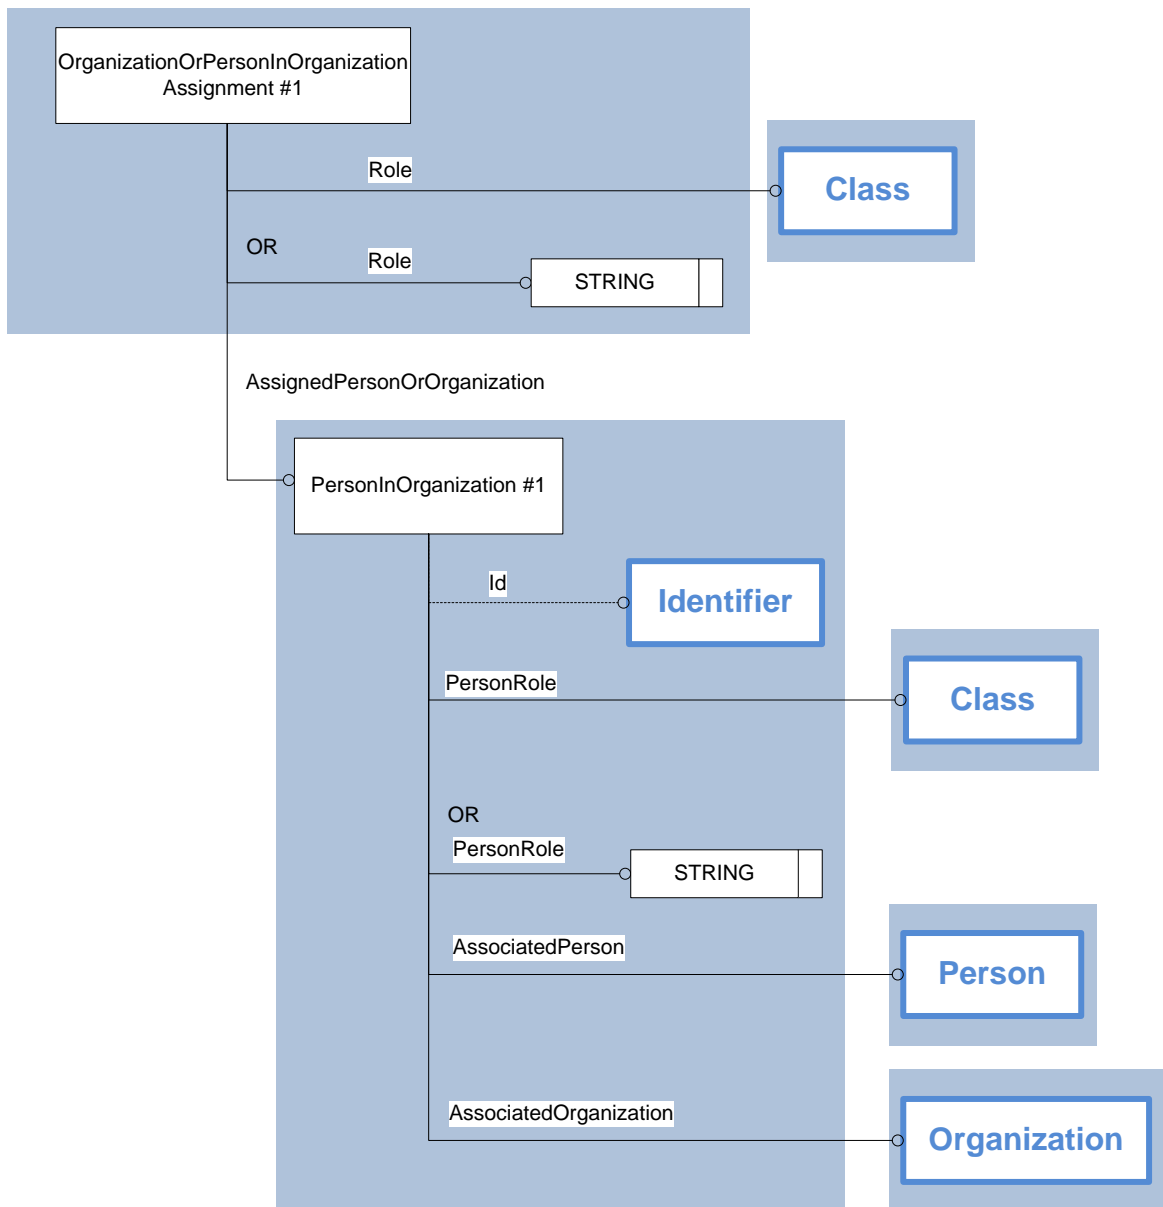 OrganizationOrPersonInOrganization
Assignment #1
Role
Class
OR
Role
STRING
AssignedPersonOrOrganization
PersonInOrganization #1
Id
Identifier
PersonRole
Class
OR
PersonRole
STRING
AssociatedPerson
Person
AssociatedOrganization
Organization